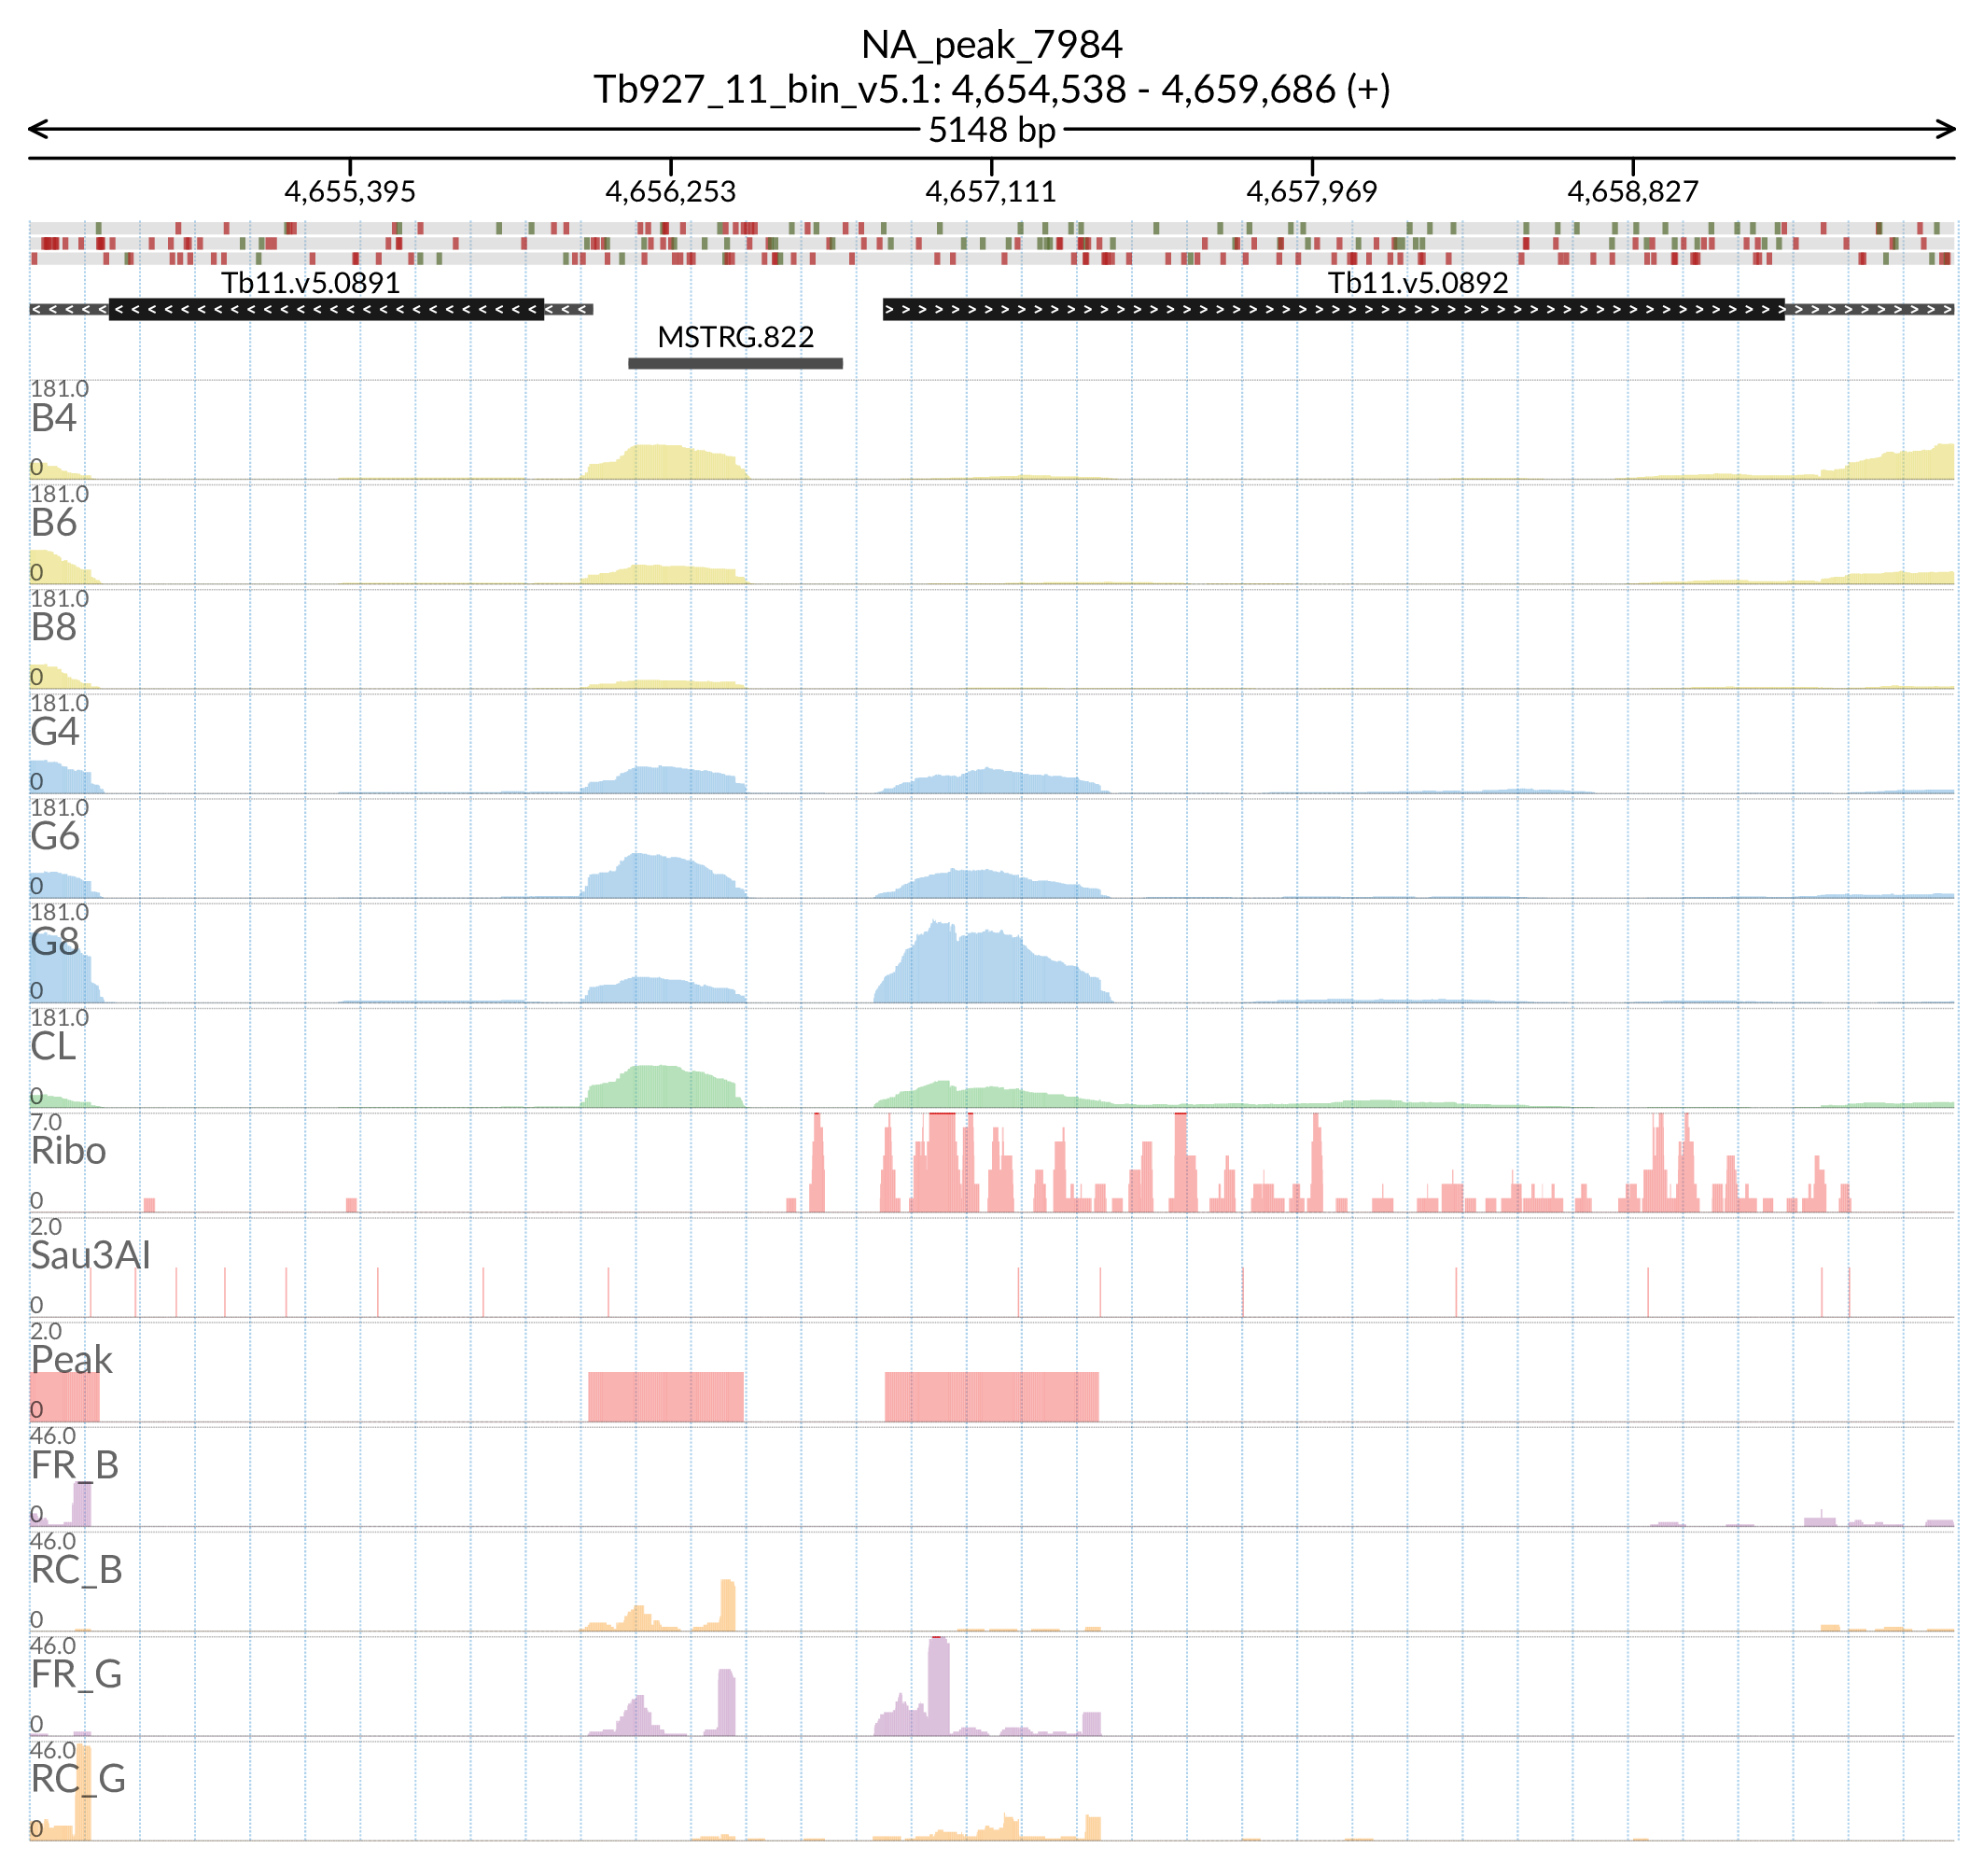 NA_peak_7984
Tb927_11_bin_v5.1: 4,654,538 - 4,659,686 (+)
5148 bp
4,655,395 4,656,253 4,657,111 4,657,969 4,658,827
Tb11.v5.0891 Tb11.v5.0892
MSTRG.822
181.0
B4
0
181.0
B6
0
181.0
B8
0
181.0
G4
0
181.0
G6
0
181.0
G8
0
181.0
CL
0
7.0
Ribo
0
2.0
Sau3AI
0
2.0
Peak
0
46.0
FR_B
0
46.0
RC_B
0
46.0
FR_G
0
46.0
RC_G
0